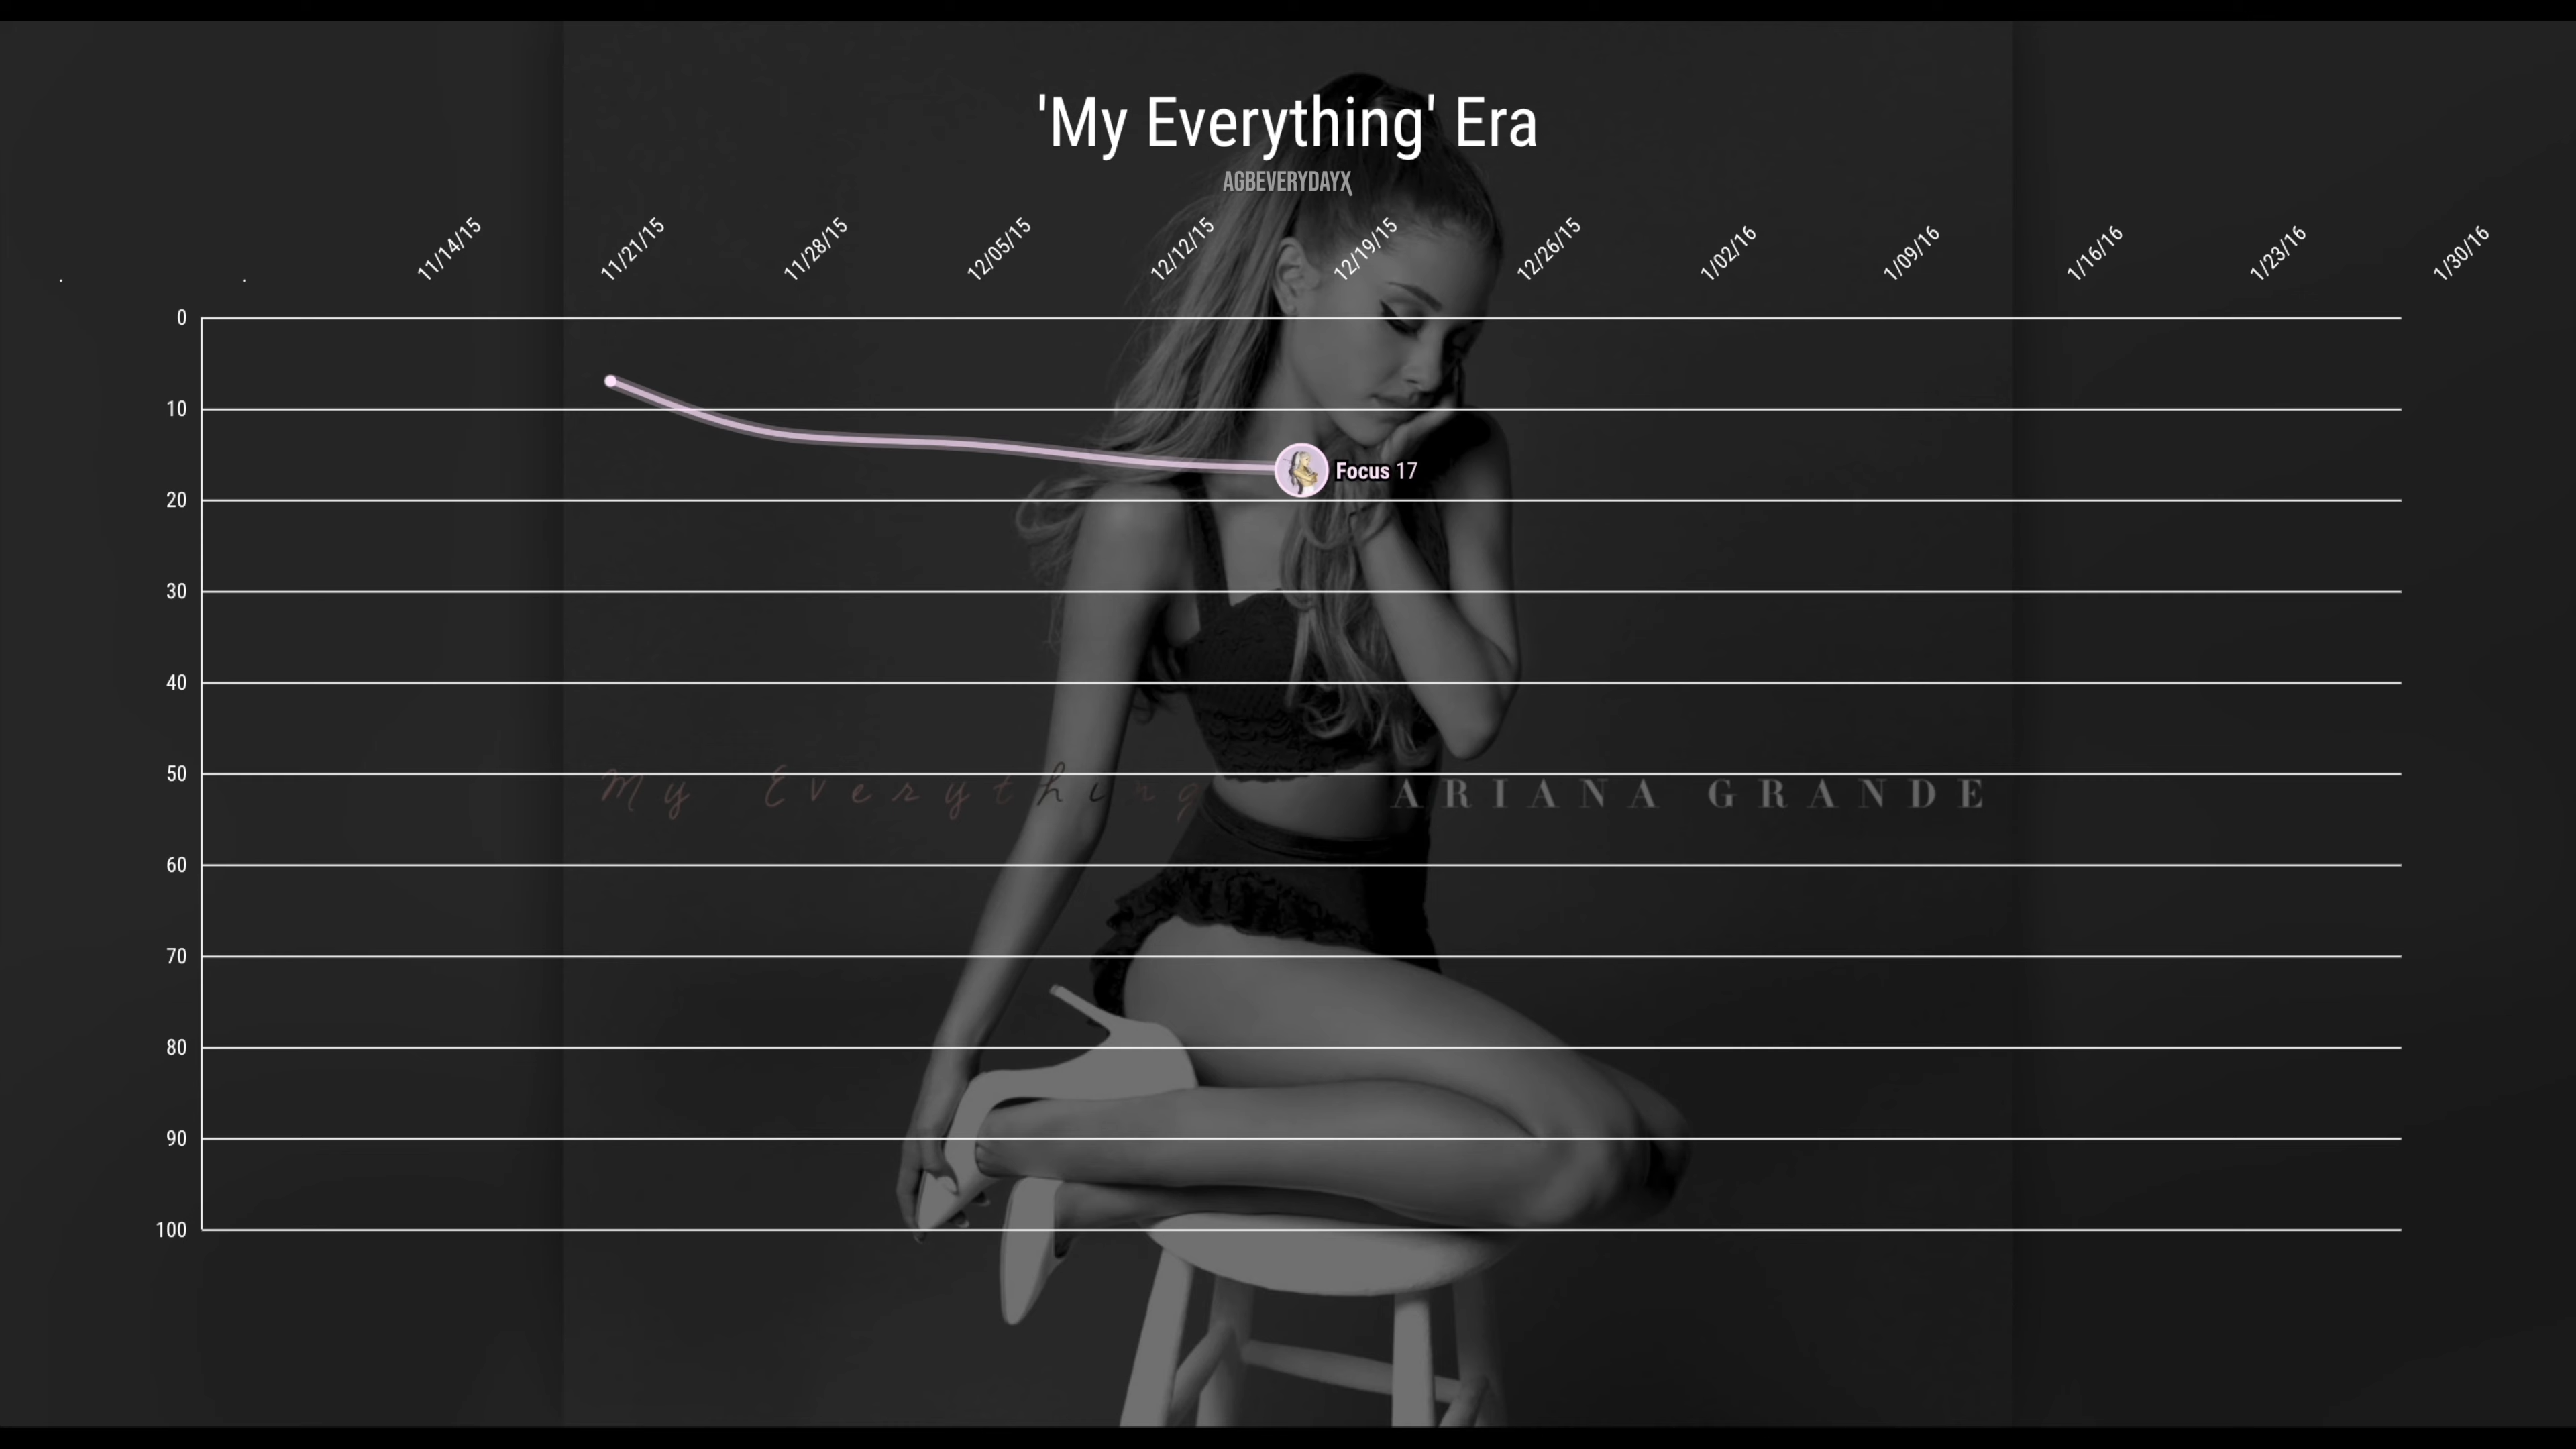 'My Everything' Era
AGBEVERYDAYX
11/14/15 11/21/15 11/28/15 12/05/15 12/12/15 12/19/15 12/26/15 1/02/16 1/09/16 1/16/16 1/23/16 1/30/16
0
10
Focus 17
20
30
40
50
My Everything ARIANA GRANDE
60
70
80
90
100